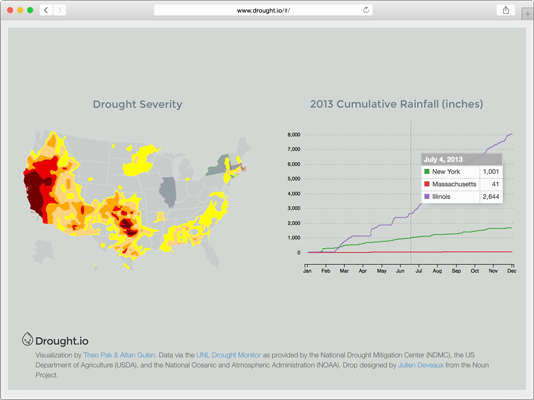 www.drought.io/#/
Drought Severity
2013 Cumulative Rainfall (inches)
8,000
7,000
6,000
5,000
4,000
3,000
2,000
1,000
0
Jan Feb Mar Apr May Jun Jul Aug Sep Oct Nov Dec
July 4, 2013
New York 1,001
Massachusetts 41
Illinois 2,644
Drought.io
Visualization by Theo Pak & Altan Gulen. Data via the UNL Drought Monitor as provided by the National Drought Mitigation Center (NDMC), the US
Department of Agriculture (USDA), and the National Oceanic and Atmospheric Administration (NOAA). Drop designed by Julien Deveaux from the Noun
Project.